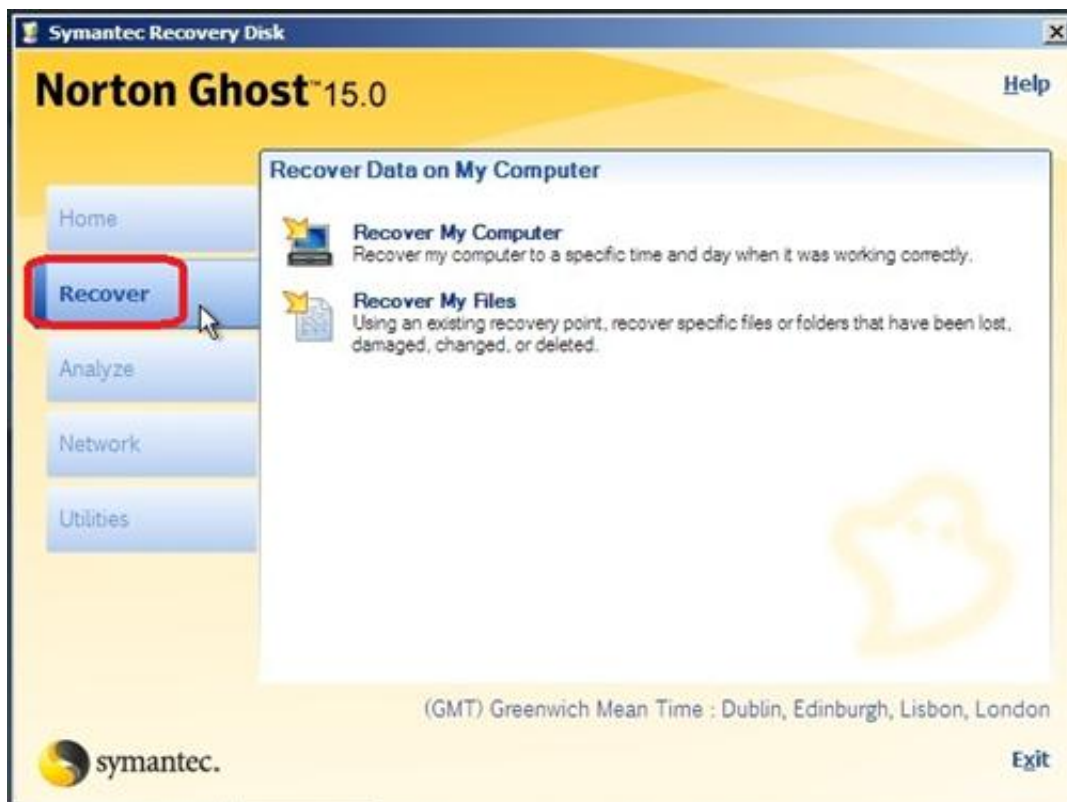 Symantec Recovery Disk
Norton Ghost™ 15.0
Help
Recover Data on My Computer
Home
Recover My Computer
Recover my computer to a specific time and day when it was working correctly.
Recover
Recover My Files
Using an existing recovery point, recover specific files or folders that have been lost,
damaged, changed, or deleted.
Analyze
Network
Utilities
(GMT) Greenwich Mean Time : Dublin, Edinburgh, Lisbon, London
symantec.
Exit